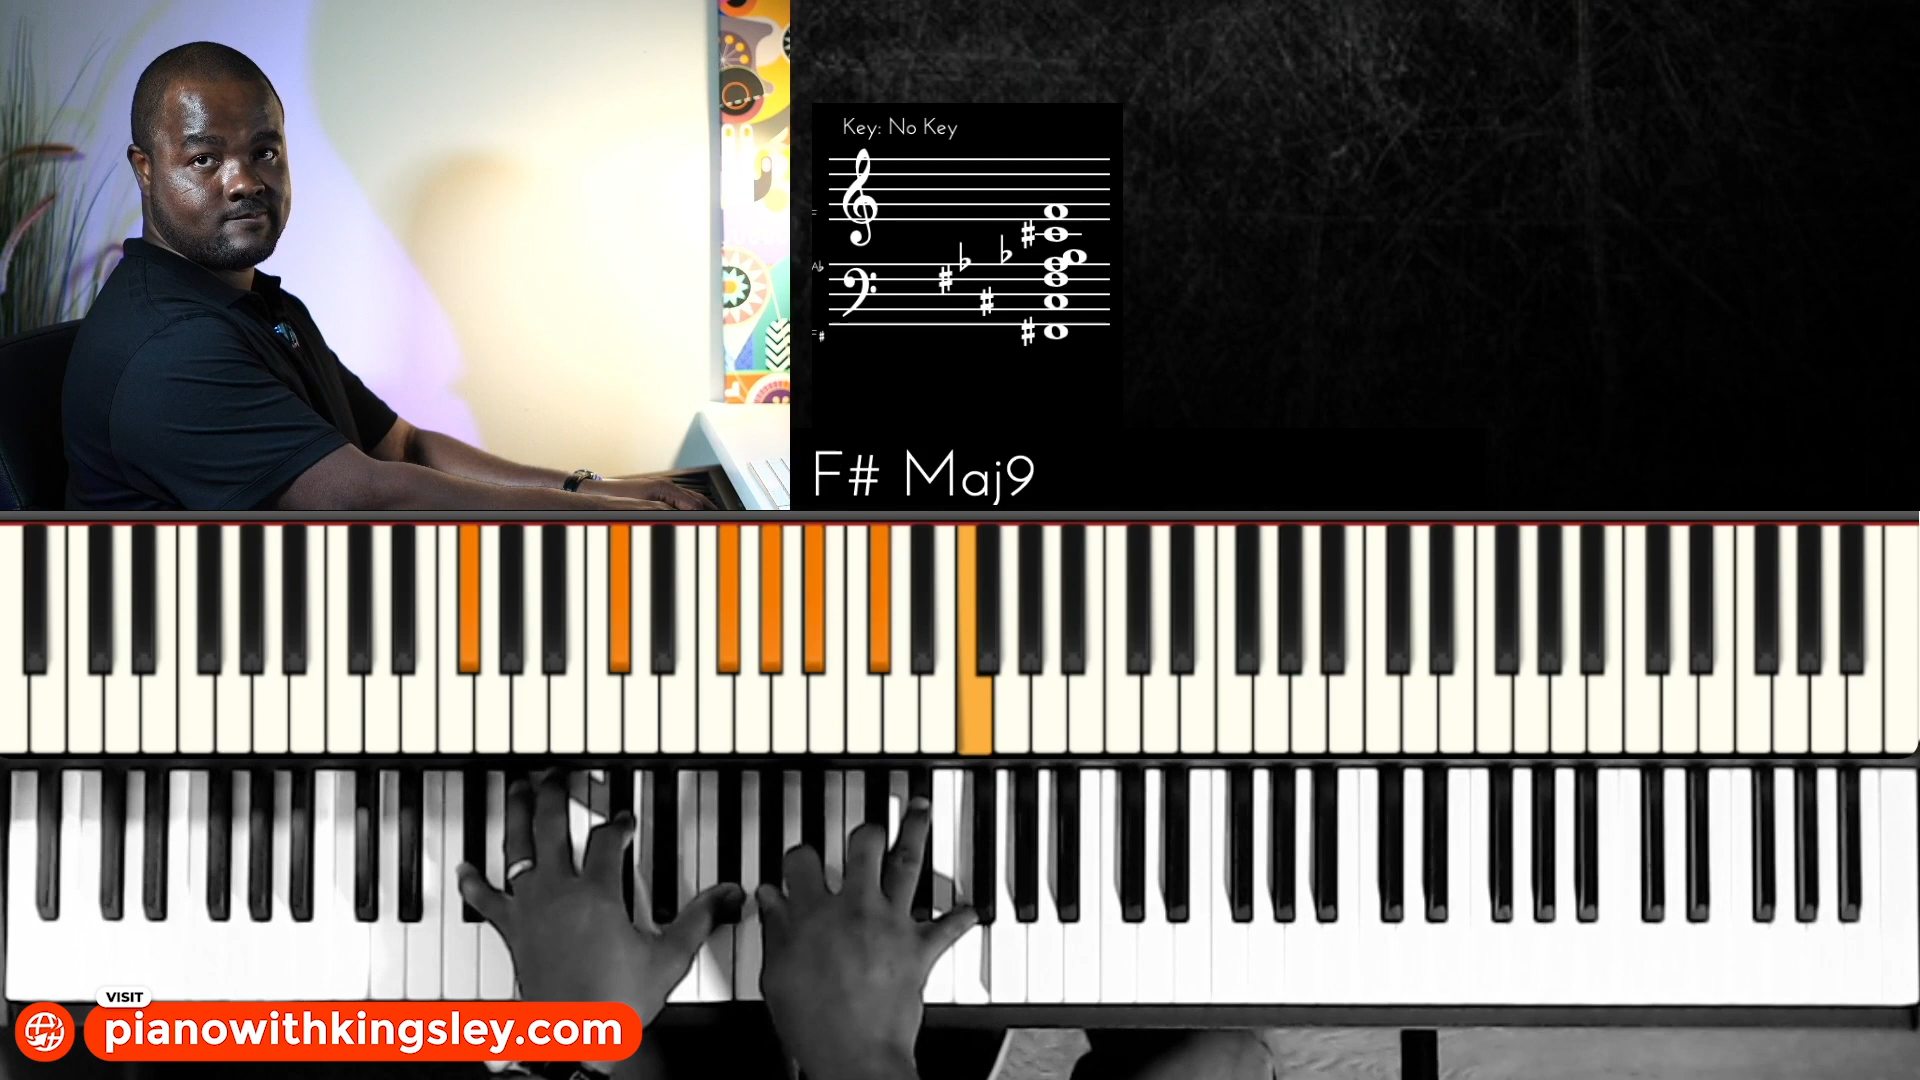 Key: No Key
F
A♭
F#
F# Maj9
VISIT
pianowithkingsley.com